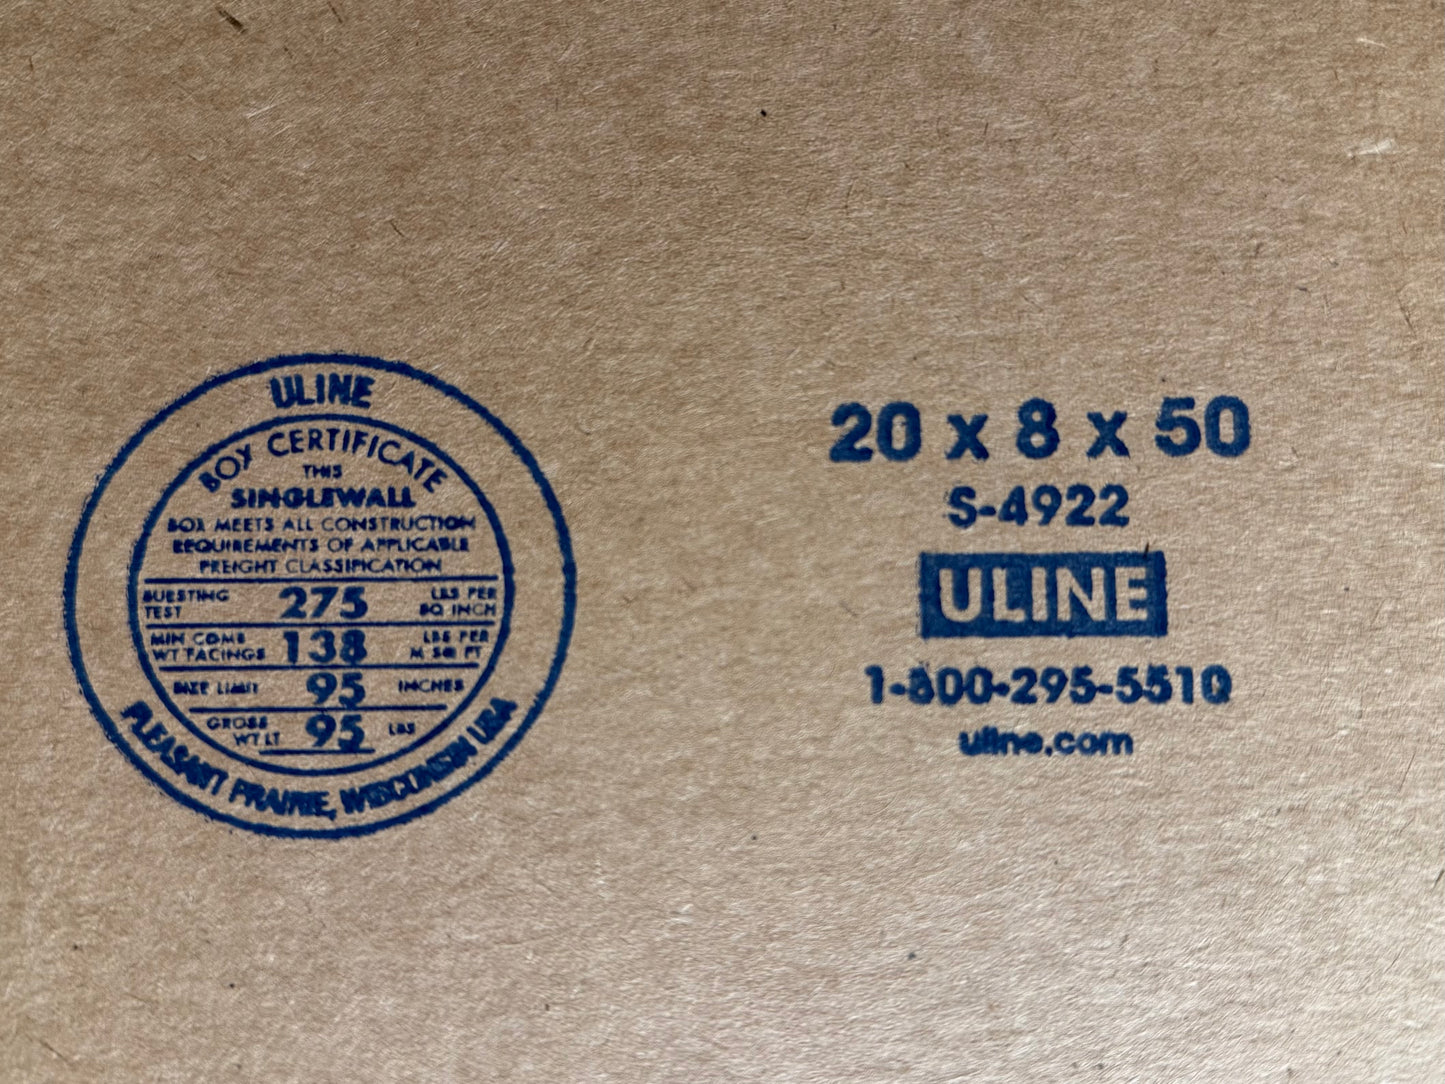 ULINE
BOX CERTIFICATE
THIS
SINGLEWALL
BOX MEETS ALL CONSTRUCTION
REQUIREMENTS OF APPLICABLE
FREIGHT CLASSIFICATION
BURSTING TEST 275 LBS PER SQ INCH
MIN COMB WT FACINGS 138 LBS PER M SQ FT
SIZE LIMIT 95 INCHES
GROSS WT LT 95 LBS
PLEASANT PRAIRIE, WISCONSIN USA
20 x 8 x 50
S-4922
ULINE
1-800-295-5510
uline.com